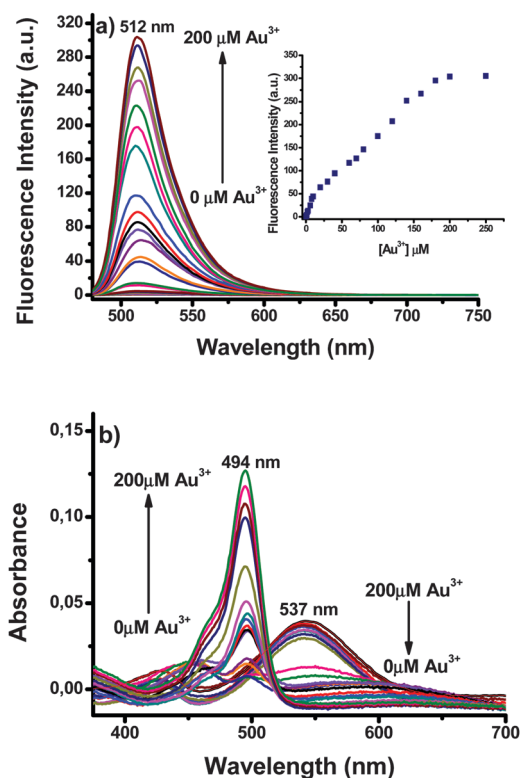 a)
512 nm
200 μM Au³⁺
0 μM Au³⁺
320
280
240
200
160
120
80
40
0
Fluorescence Intensity (a.u.)
500 550 600 650 700 750
Wavelength (nm)
350
300
250
200
150
100
50
0
Fluorescence Intensity (a.u.)
0 50 100 150 200 250
[Au³⁺] μM
b)
494 nm
200μM Au³⁺
0μM Au³⁺
537 nm
200μM Au³⁺
0μM Au³⁺
0,15
0,10
0,05
0,00
Absorbance
400 500 600 700
Wavelength (nm)